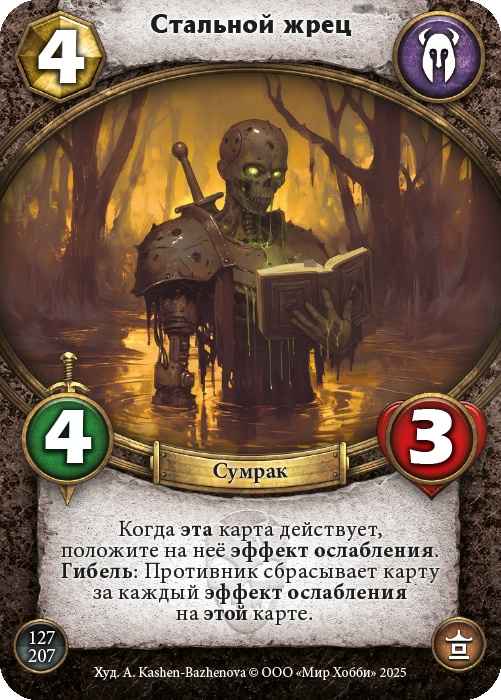 Стальной жрец
4
4
3
Сумрак
Когда эта карта действует,
положите на неё эффект ослабления.
Гибель: Противник сбрасывает карту
за каждый эффект ослабления
на этой карте.
127
207
Худ. А. Kashen-Bazhenova © ООО «Мир Хобби» 2025